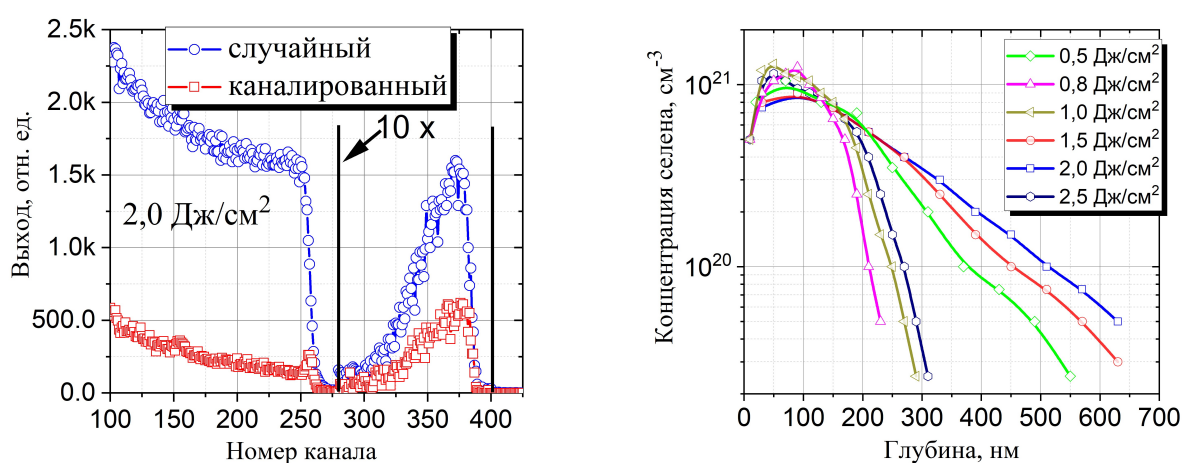 2.5k
2.0k
1.5k
1.0k
500.0
0.0
100 150 200 250 300 350 400
Выход, отн. ед.
Номер канала
случайный
каналированный
10 x
2,0 Дж/см²
10²¹
10²⁰
0 100 200 300 400 500 600 700
Концентрация селена, см⁻³
Глубина, нм
0,5 Дж/см²
0,8 Дж/см²
1,0 Дж/см²
1,5 Дж/см²
2,0 Дж/см²
2,5 Дж/см²